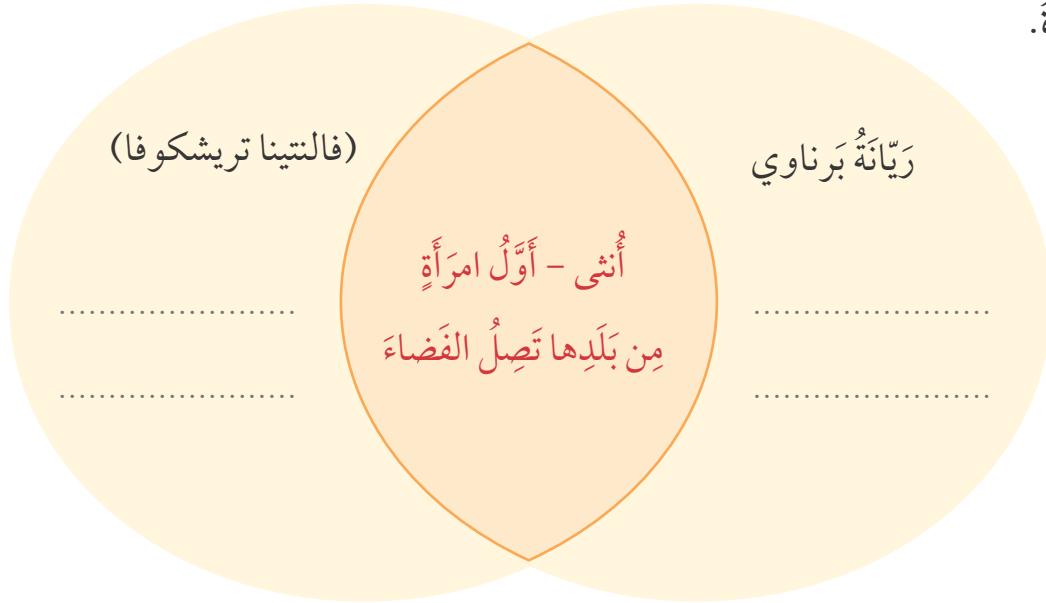 رَيّانَةُ بَرناوي
(فالنتينا تريشكوفا)
أُنثى – أَوَّلُ امرَأَةٍ
مِن بَلَدِها تَصِلُ الفَضاءَ
........................
........................
........................
........................